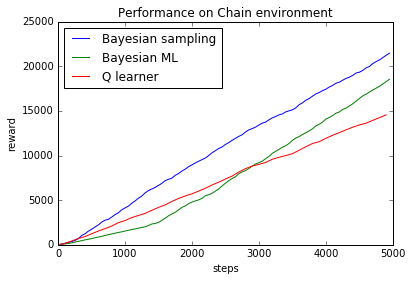 Performance on Chain environment
25000
20000
15000
10000
5000
0
reward
Bayesian sampling
Bayesian ML
Q learner
0 1000 2000 3000 4000 5000
steps